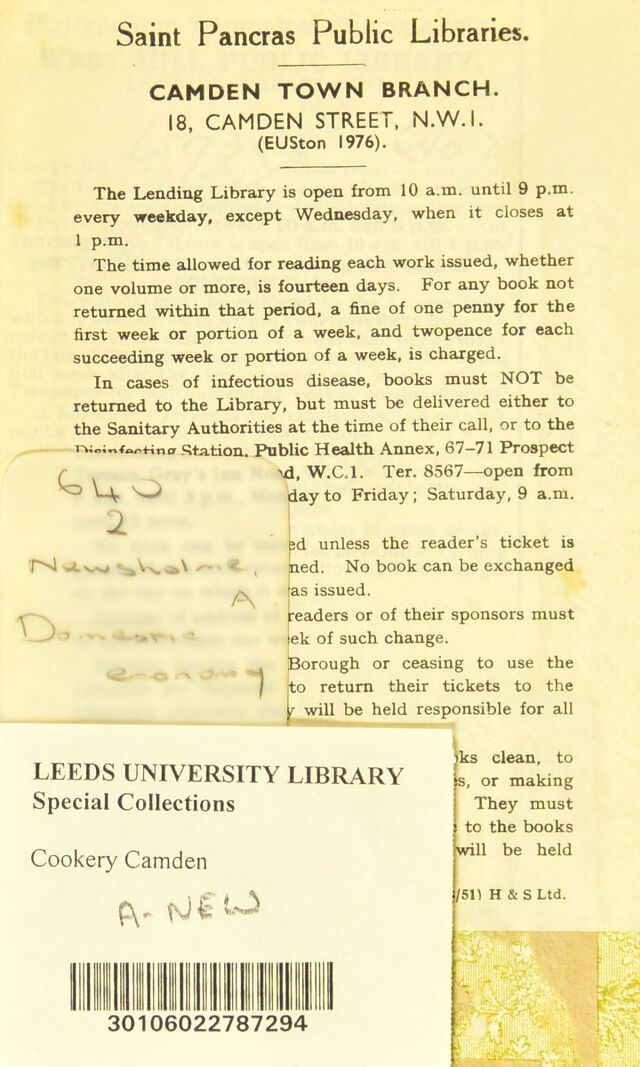 Saint Pancras Public Libraries.
CAMDEN TOWN BRANCH.
18, CAMDEN STREET, N.W.1.
(EUSton 1976).
The Lending Library is open from 10 a.m. until 9 p.m.
every weekday, except Wednesday, when it closes at
1 p.m.
The time allowed for reading each work issued, whether
one volume or more, is fourteen days. For any book not
returned within that period, a fine of one penny for the
first week or portion of a week, and twopence for each
succeeding week or portion of a week, is charged.
In cases of infectious disease, books must NOT be
returned to the Library, but must be delivered either to
the Sanitary Authorities at the time of their call, or to the
Disinfecting Station, Public Health Annex, 67-71 Prospect
d, W.C.1. Ter. 8567—open from
day to Friday; Saturday, 9 a.m.
ed unless the reader's ticket is
ned. No book can be exchanged
as issued.
readers or of their sponsors must
ek of such change.
Borough or ceasing to use the
to return their tickets to the
y will be held responsible for all
ks clean, to
s, or making
They must
to the books
will be held
/51) H & S Ltd.
640
2
Newsholme,
A
Domestic
economy
LEEDS UNIVERSITY LIBRARY
Special Collections
Cookery Camden
A-NEW
30106022787294